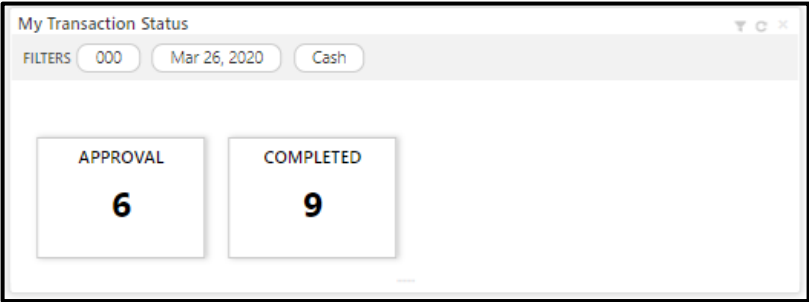 My Transaction Status
FILTERS 000 Mar 26, 2020 Cash
APPROVAL COMPLETED
6 9